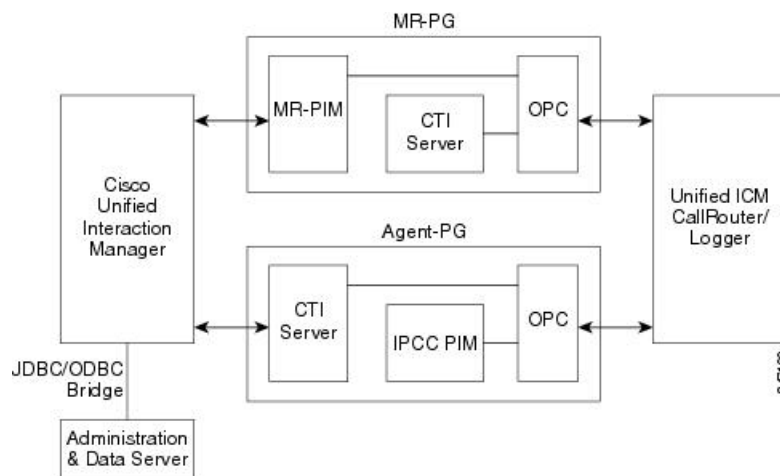 MR-PG
MR-PIM
CTI
Server
OPC
Cisco
Unified
Interaction
Manager
Unified ICM
CallRouter/
Logger
Agent-PG
CTI
Server
IPCC PIM
OPC
JDBC/ODBC
Bridge
Administration
& Data Server